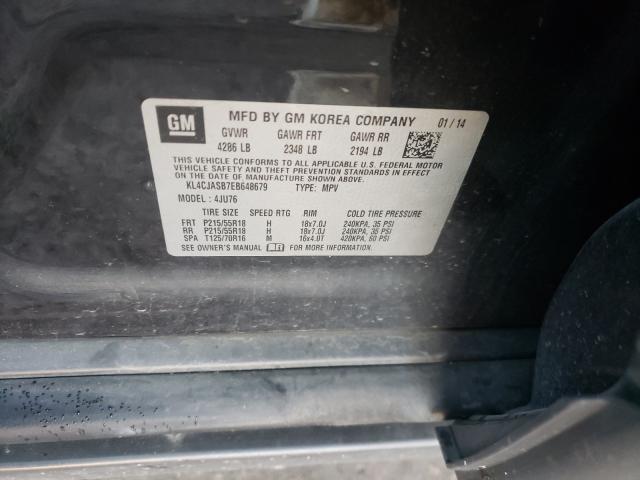 GM MFD BY GM KOREA COMPANY 01/14
GVWR GAWR FRT GAWR RR
4286 LB 2348 LB 2194 LB
THIS VEHICLE CONFORMS TO ALL APPLICABLE U.S. FEDERAL MOTOR
VEHICLE SAFETY AND THEFT PREVENTION STANDARDS IN EFFECT
ON THE DATE OF MANUFACTURE SHOWN ABOVE.
KL4CJASB7EB648679 TYPE: MPV
MODEL : 4JU76
TIRE SIZE SPEED RTG RIM COLD TIRE PRESSURE
FRT P215/55R18 H 18x7.0J 240KPA, 35 PSI
RR P215/55R18 H 18x7.0J 240KPA, 35 PSI
SPA T125/70R16 M 16x4.0T 420KPA, 60 PSI
SEE OWNER'S MANUAL FOR MORE INFORMATION.